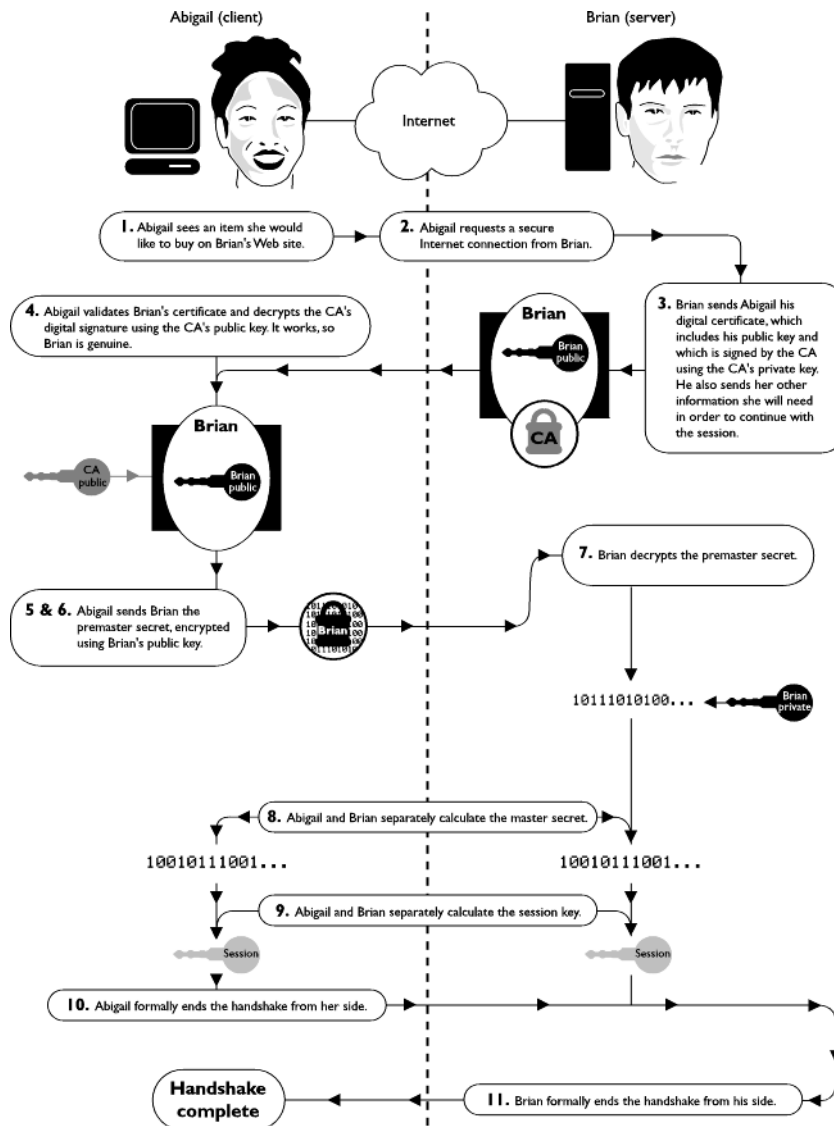 Abigail (client)
Brian (server)
Internet
1. Abigail sees an item she would
like to buy on Brian's Web site.
2. Abigail requests a secure
Internet connection from Brian.
3. Brian sends Abigail his
digital certificate, which
includes his public key and
which is signed by the CA
using the CA's private key.
He also sends her other
information she will need
in order to continue with
the session.
Brian
Brian
public
CA
4. Abigail validates Brian's certificate and decrypts the CA's
digital signature using the CA's public key. It works, so
Brian is genuine.
Brian
CA
public
Brian
public
5 & 6. Abigail sends Brian the
premaster secret, encrypted
using Brian's public key.
Brian
7. Brian decrypts the premaster secret.
10111010100...
Brian
private
8. Abigail and Brian separately calculate the master secret.
10010111001...
10010111001...
9. Abigail and Brian separately calculate the session key.
Session
Session
10. Abigail formally ends the handshake from her side.
11. Brian formally ends the handshake from his side.
Handshake
complete